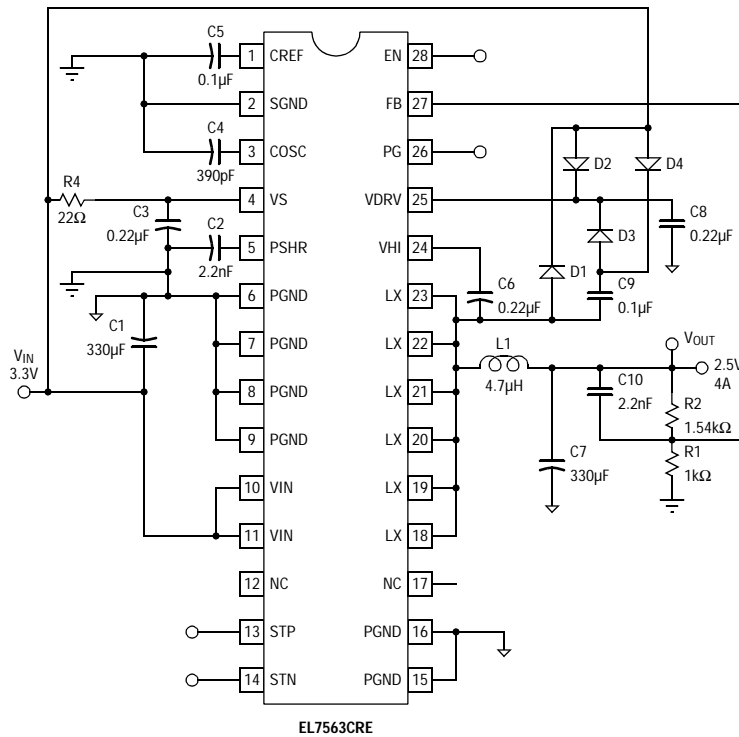 C5
0.1µF
1 CREF
EN 28
2 SGND
FB 27
C4
390pF
3 COSC
PG 26
D2
D4
R4
22Ω
C3
0.22µF
4 VS
VDRV 25
C8
0.22µF
C2
2.2nF
5 PSHR
VHI 24
D3
D1
C6
0.22µF
C9
0.1µF
6 PGND
LX 23
C1
330µF
7 PGND
LX 22
VIN
3.3V
L1
4.7µH
VOUT
2.5V
4A
8 PGND
LX 21
C10
2.2nF
R2
1.54kΩ
9 PGND
LX 20
C7
330µF
R1
1kΩ
10 VIN
LX 19
11 VIN
LX 18
12 NC
NC 17
13 STP
PGND 16
14 STN
PGND 15
EL7563CRE